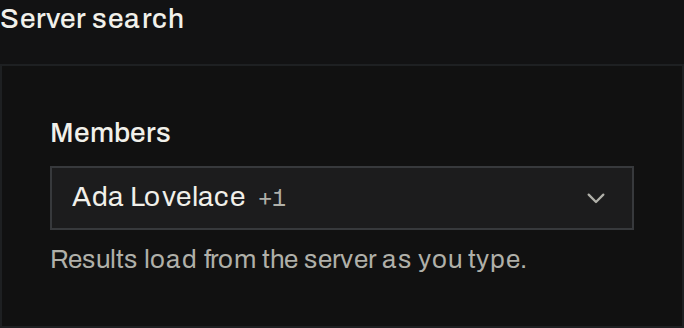 Server search
Members
Ada Lovelace +1
Results load from the server as you type.